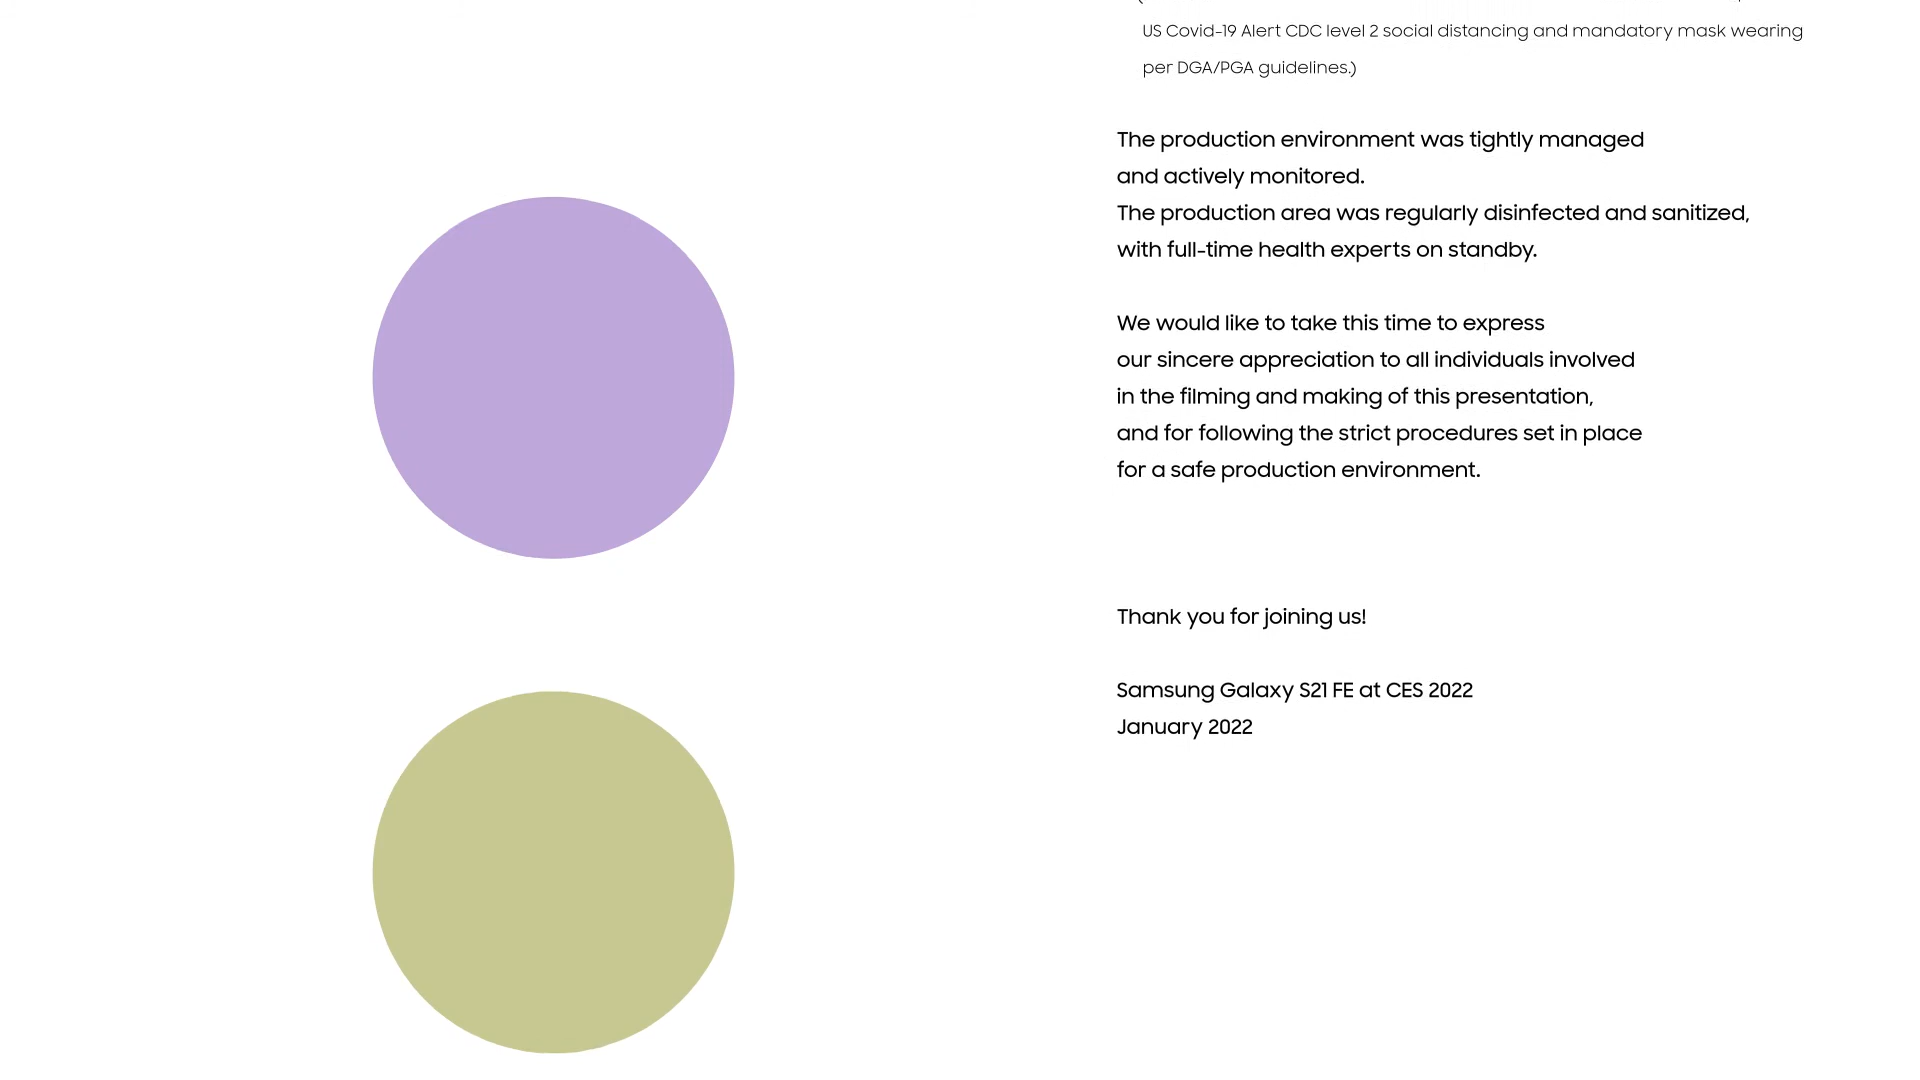 US Covid-19 Alert CDC level 2 social distancing and mandatory mask wearing
per DGA/PGA guidelines.)
The production environment was tightly managed
and actively monitored.
The production area was regularly disinfected and sanitized,
with full-time health experts on standby.
We would like to take this time to express
our sincere appreciation to all individuals involved
in the filming and making of this presentation,
and for following the strict procedures set in place
for a safe production environment.
Thank you for joining us!
Samsung Galaxy S21 FE at CES 2022
January 2022